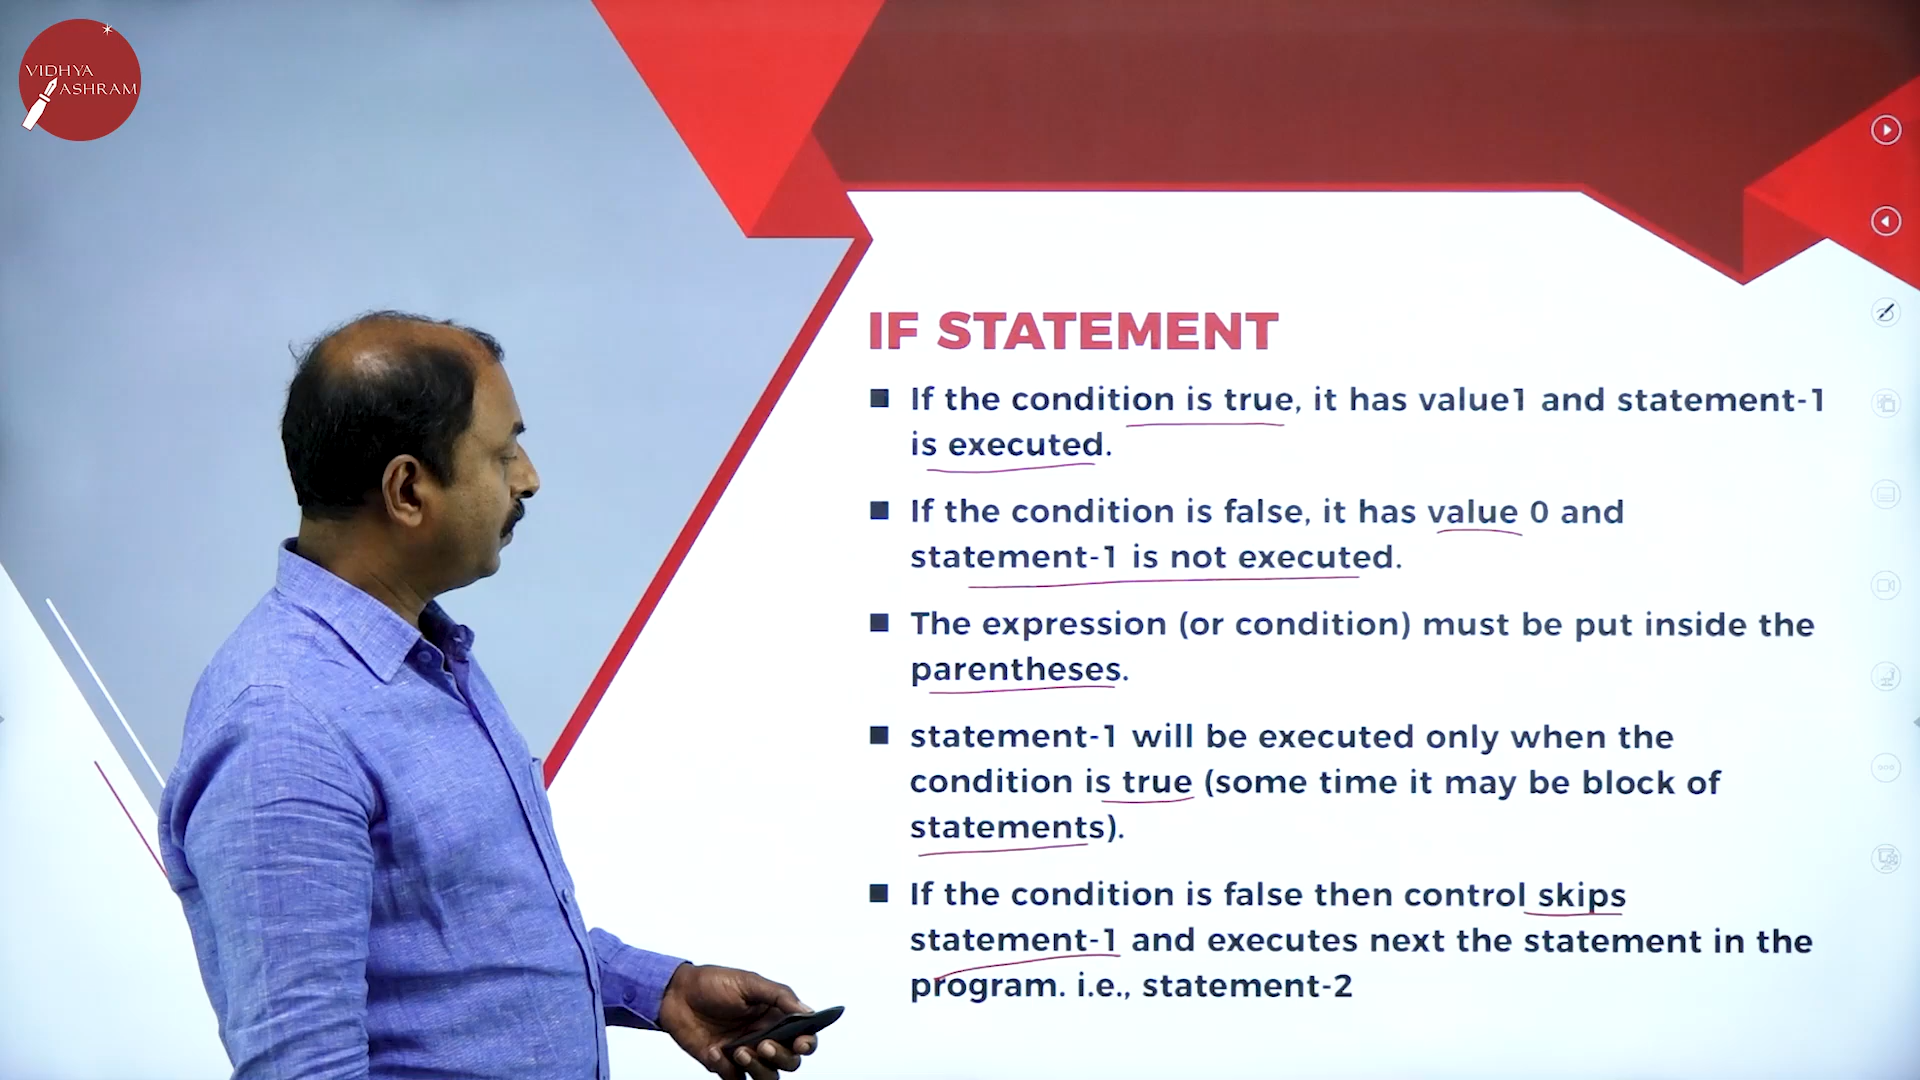 VIDHYA
ASHRAM
IF STATEMENT
If the condition is true, it has value1 and statement-1
is executed.
If the condition is false, it has value 0 and
statement-1 is not executed.
The expression (or condition) must be put inside the
parentheses.
statement-1 will be executed only when the
condition is true (some time it may be block of
statements).
If the condition is false then control skips
statement-1 and executes next the statement in the
program. i.e., statement-2